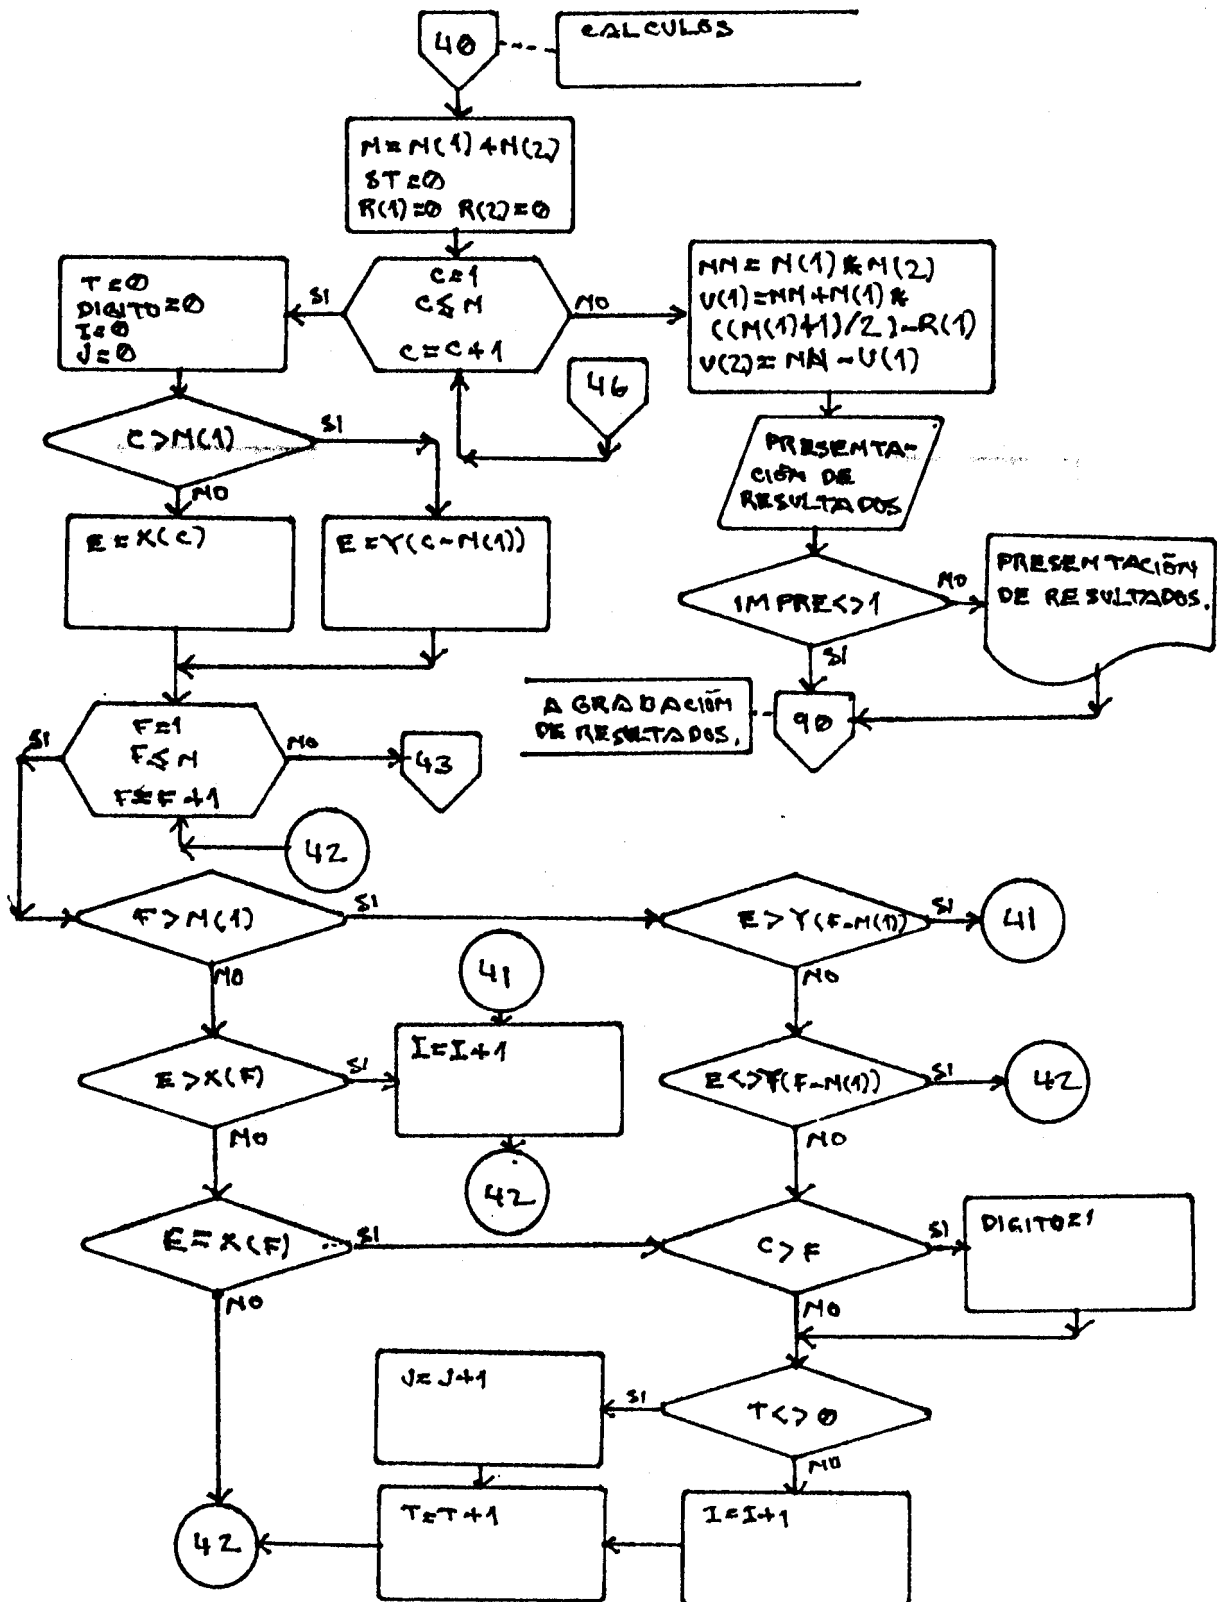 40
CALCULOS
N=N(1)+N(2)
ST=0
R(1)=0 R(2)=0
T=0
DIGITO=0
I=0
J=0
SI
C=1
C≤N
C=C+1
NO
NN=N(1)*N(2)
U(1)=NN+N(1)*
((N(1)+1)/2)-R(1)
U(2)=NN-U(1)
46
C>N(1)
SI
NO
PRESENTA-
CIÓN DE
RESULTADOS
E=X(C)
E=Y(C-N(1))
IMPRE<>1
NO
SI
PRESENTACIÓN
DE RESULTADOS.
A GRABACIÓN
DE RESULTADOS.
90
SI
F=1
F≤N
F=F+1
NO
43
42
F>N(1)
SI
NO
E>Y(F-N(1))
SI
NO
41
41
E>X(F)
SI
NO
I=I+1
42
E<>Y(F-N(1))
SI
NO
42
E=X(F)
SI
NO
C>F
SI
NO
DIGITO=1
J=J+1
SI
T<>0
NO
42
T=T+1
I=I+1